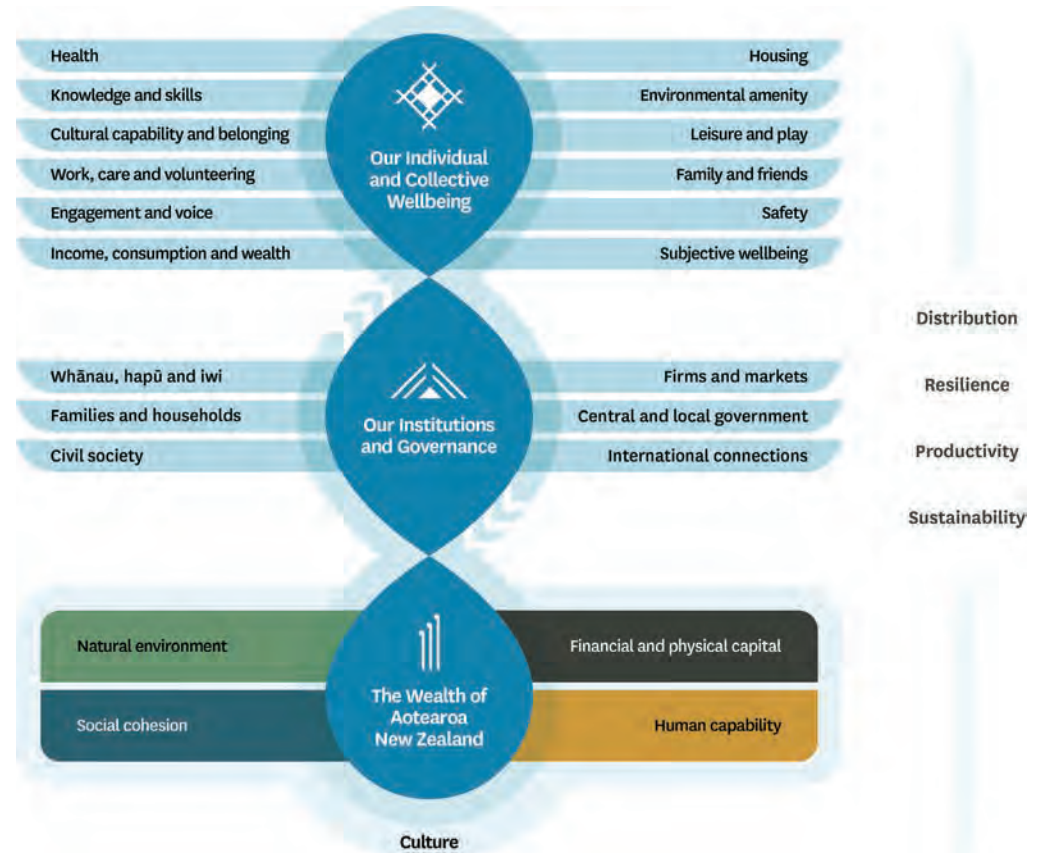 Health
Housing
Knowledge and skills
Environmental amenity
Cultural capability and belonging
Leisure and play
Work, care and volunteering
Family and friends
Engagement and voice
Safety
Income, consumption and wealth
Subjective wellbeing
Our Individual
and Collective
Wellbeing
Whānau, hapū and iwi
Firms and markets
Families and households
Central and local government
Civil society
International connections
Our Institutions
and Governance
Distribution
Resilience
Productivity
Sustainability
Natural environment
Financial and physical capital
Social cohesion
Human capability
The Wealth of
Aotearoa
New Zealand
Culture